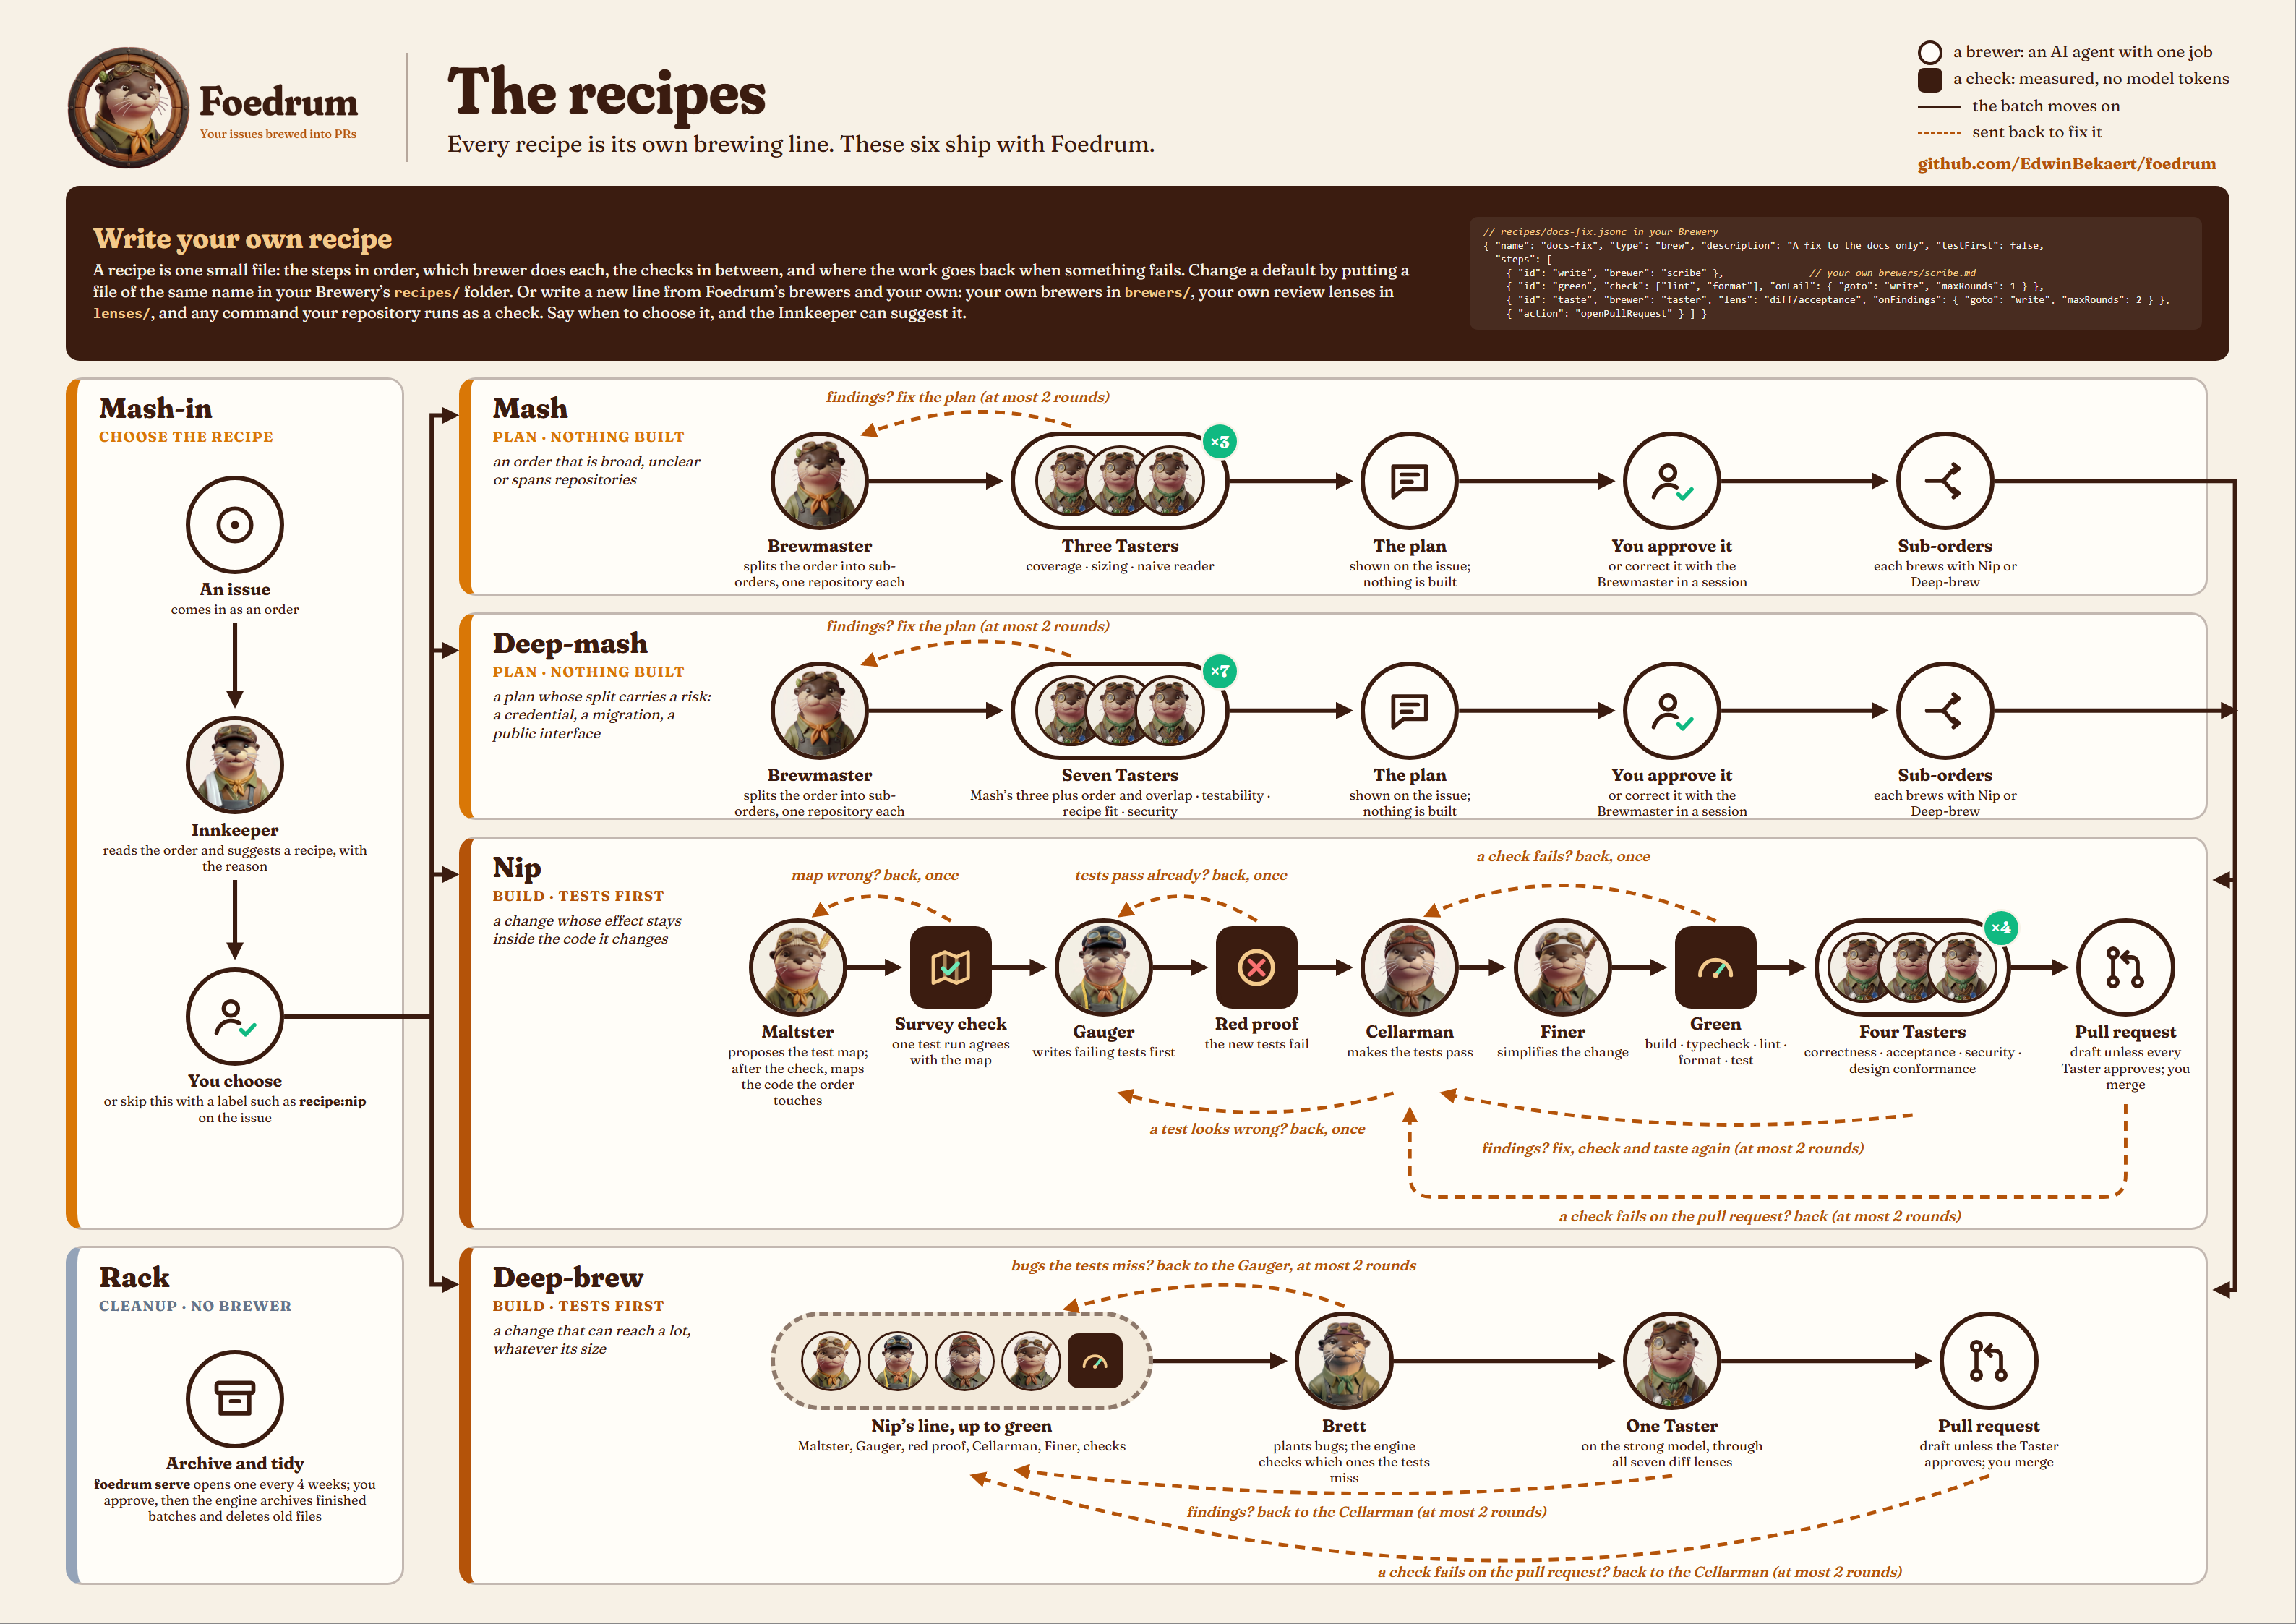 Foedrum
Your issues brewed into PRs
The recipes
Every recipe is its own brewing line. These six ship with Foedrum.
a brewer: an AI agent with one job
a check: measured, no model tokens
the batch moves on
sent back to fix it
github.com/EdwinBekaert/foedrum
Write your own recipe
A recipe is one small file: the steps in order, which brewer does each, the checks in between, and where the work goes back when something fails. Change a default by putting a
file of the same name in your Brewery's recipes/ folder. Or write a new line from Foedrum's brewers and your own: your own brewers in brewers/, your own review lenses in
lenses/, and any command your repository runs as a check. Say when to choose it, and the Innkeeper can suggest it.
// recipes/docs-fix.jsonc in your Brewery
{ "name": "docs-fix", "type": "brew", "description": "A fix to the docs only", "testFirst": false,
"steps": [
{ "id": "write", "brewer": "scribe" }, // your own brewers/scribe.md
{ "id": "green", "check": ["lint", "format"], "onFail": { "goto": "write", "maxRounds": 1 } },
{ "id": "taste", "brewer": "taster", "lens": "diff/acceptance", "onFindings": { "goto": "write", "maxRounds": 2 } },
{ "action": "openPullRequest" } ] }
Mash-in
CHOOSE THE RECIPE
An issue
comes in as an order
Innkeeper
reads the order and suggests a recipe, with
the reason
You choose
or skip this with a label such as recipe:nip
on the issue
Rack
CLEANUP · NO BREWER
Archive and tidy
foedrum serve opens one every 4 weeks; you
approve, then the engine archives finished
batches and deletes old files
Mash
PLAN · NOTHING BUILT
an order that is broad, unclear
or spans repositories
findings? fix the plan (at most 2 rounds)
×3
Brewmaster
splits the order into sub-
orders, one repository each
Three Tasters
coverage · sizing · naive reader
The plan
shown on the issue;
nothing is built
You approve it
or correct it with the
Brewmaster in a session
Sub-orders
each brews with Nip or
Deep-brew
Deep-mash
PLAN · NOTHING BUILT
a plan whose split carries a risk:
a credential, a migration, a
public interface
findings? fix the plan (at most 2 rounds)
×7
Brewmaster
splits the order into sub-
orders, one repository each
Seven Tasters
Mash's three plus order and overlap · testability ·
recipe fit · security
The plan
shown on the issue;
nothing is built
You approve it
or correct it with the
Brewmaster in a session
Sub-orders
each brews with Nip or
Deep-brew
Nip
BUILD · TESTS FIRST
a change whose effect stays
inside the code it changes
map wrong? back, once
tests pass already? back, once
a check fails? back, once
×4
Maltster
proposes the test map;
after the check, maps
the code the order
touches
Survey check
one test run agrees
with the map
Gauger
writes failing tests first
Red proof
the new tests fail
Cellarman
makes the tests pass
Finer
simplifies the change
Green
build · typecheck · lint ·
format · test
Four Tasters
correctness · acceptance · security ·
design conformance
Pull request
draft unless every
Taster approves; you
merge
a test looks wrong? back, once
findings? fix, check and taste again (at most 2 rounds)
a check fails on the pull request? back (at most 2 rounds)
Deep-brew
BUILD · TESTS FIRST
a change that can reach a lot,
whatever its size
bugs the tests miss? back to the Gauger, at most 2 rounds
Nip's line, up to green
Maltster, Gauger, red proof, Cellarman, Finer, checks
Brett
plants bugs; the engine
checks which ones the tests
miss
One Taster
on the strong model, through
all seven diff lenses
Pull request
draft unless the Taster
approves; you merge
findings? back to the Cellarman (at most 2 rounds)
a check fails on the pull request? back to the Cellarman (at most 2 rounds)